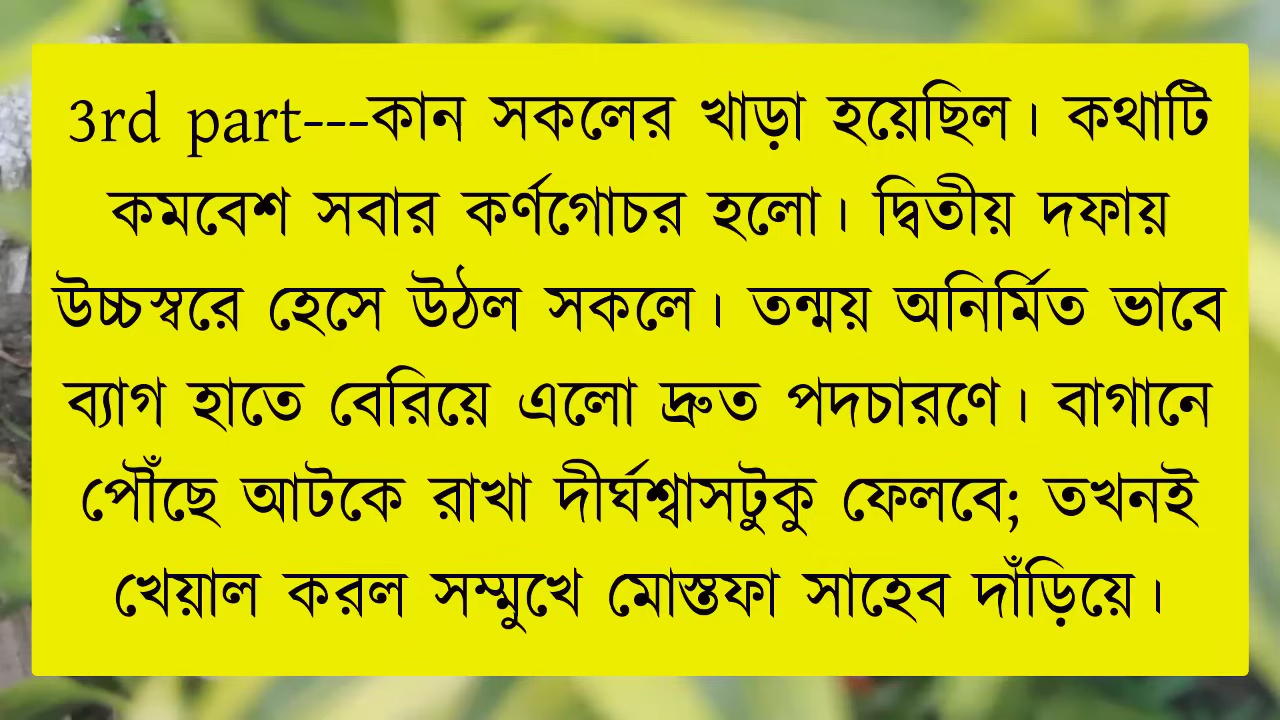 3rd part---কান সকলের খাড়া হয়েছিল। কথাটি
কমবেশ সবার কর্ণগোচর হলো। দ্বিতীয় দফায়
উচ্চস্বরে হেসে উঠল সকলে। তন্ময় অনির্মিত ভাবে
ব্যাগ হাতে বেরিয়ে এলো দ্রুত পদচারণে। বাগানে
পৌঁছে আটকে রাখা দীর্ঘশ্বাসটুকু ফেলবে; তখনই
খেয়াল করল সম্মুখে মোস্তফা সাহেব দাঁড়িয়ে।